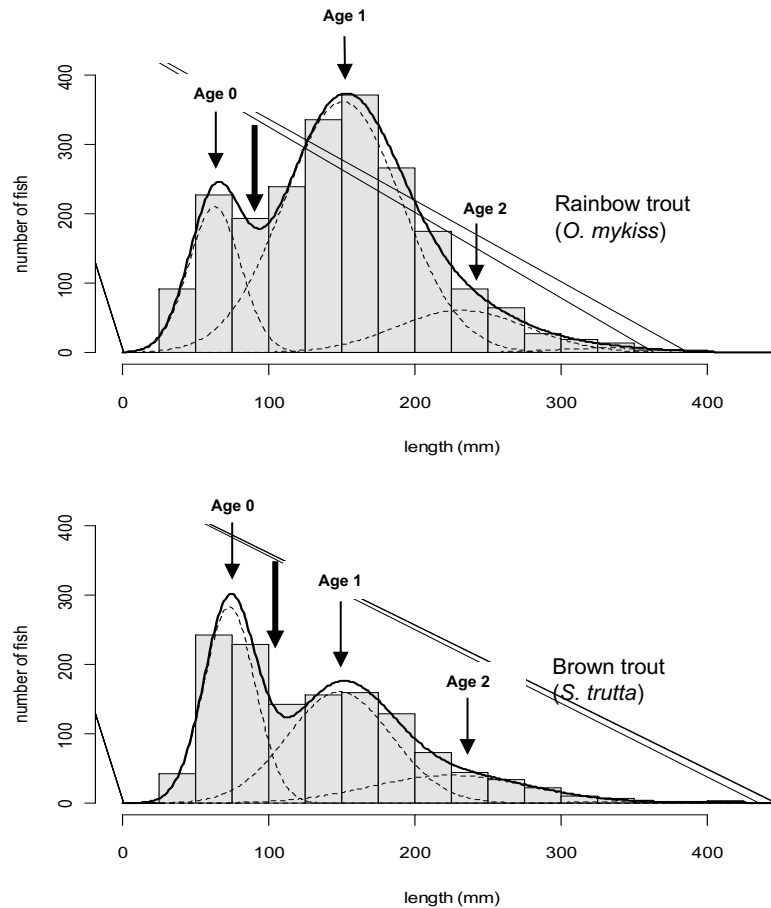 Age 1
Age 0
Age 2
Rainbow trout
(O. mykiss)
number of fish
400
300
200
100
0
0 100 200 300 400
length (mm)
Age 0
Age 1
Age 2
Brown trout
(S. trutta)
number of fish
400
300
200
100
0
0 100 200 300 400
length (mm)